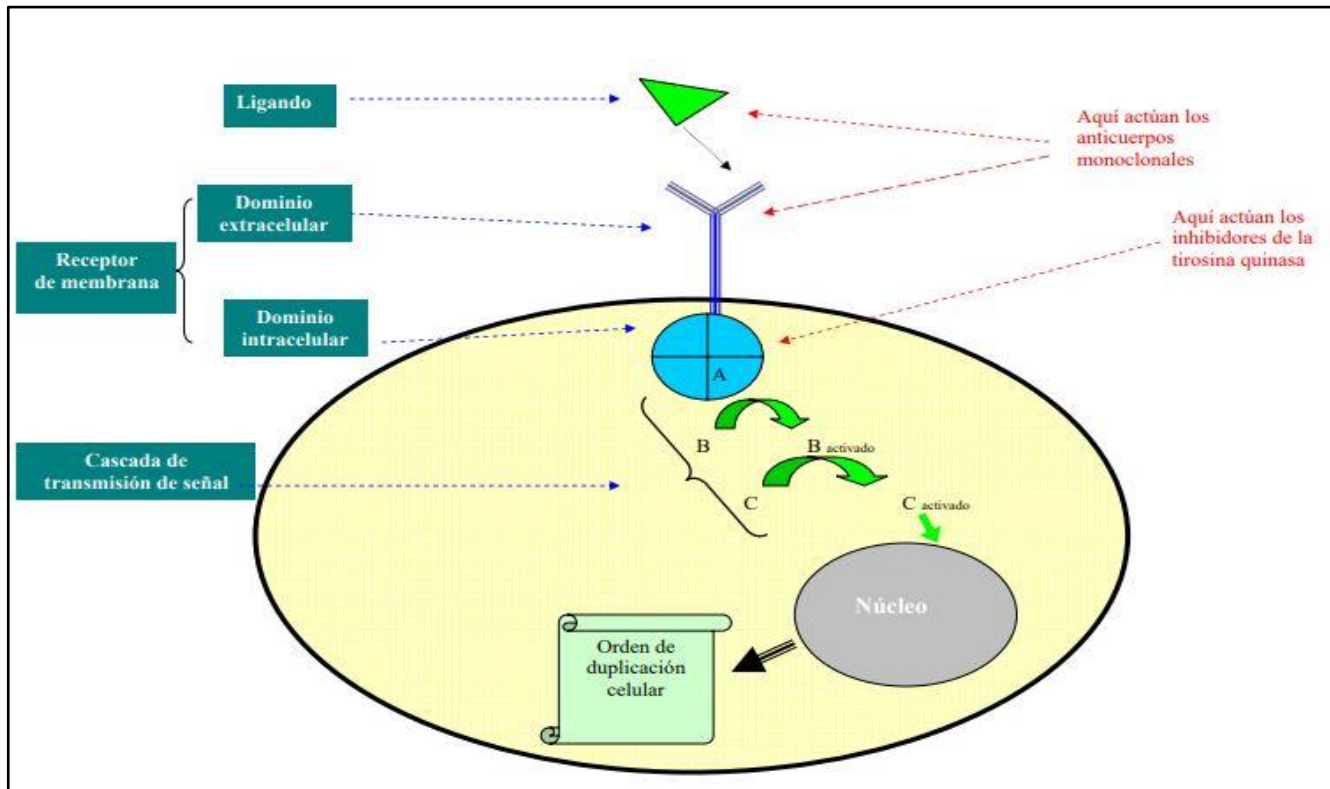 Ligando
Aquí actúan los
anticuerpos
monoclonales
Dominio
extracelular
Receptor
de membrana
Aquí actúan los
inhibidores de la
tirosina quinasa
Dominio
intracelular
A
B
B activado
Cascada de
transmisión de señal
C
C activado
Núcleo
Orden de
duplicación
celular